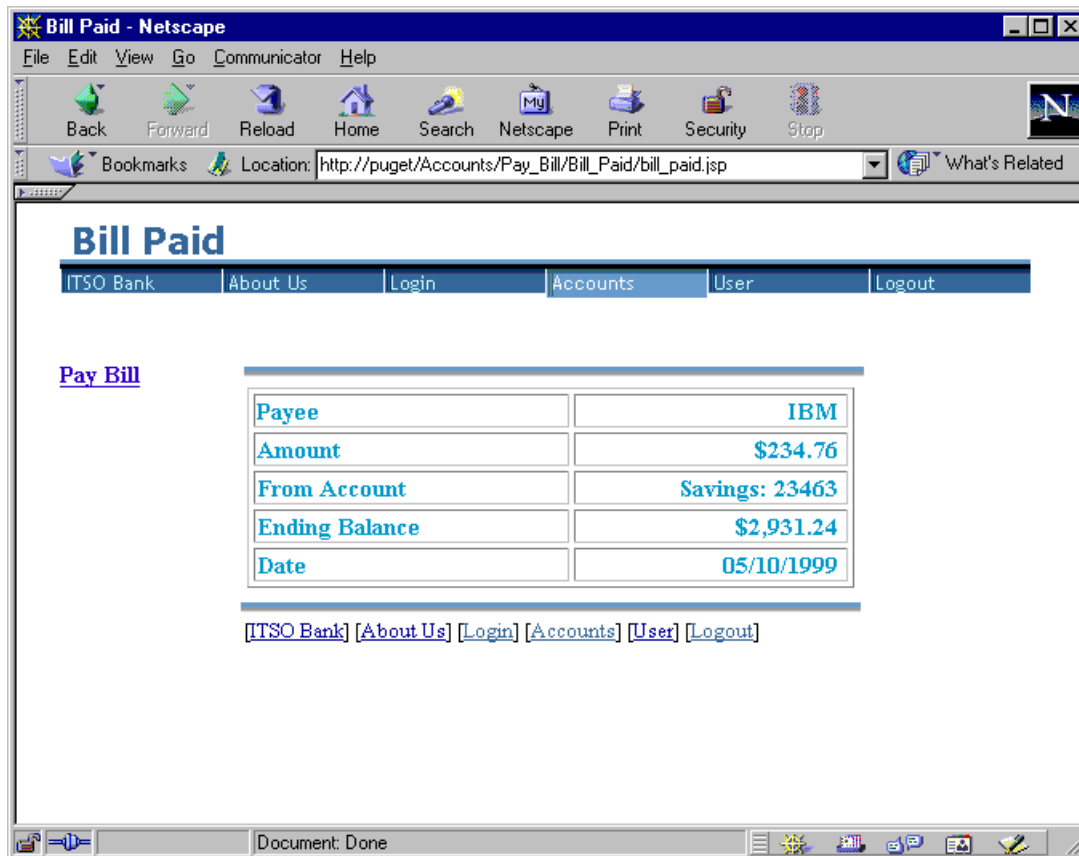 Bill Paid - Netscape
File Edit View Go Communicator Help
Back Forward Reload Home Search Netscape Print Security Stop
My
N
Bookmarks Location: http://puget/Accounts/Pay_Bill/Bill_Paid/bill_paid.jsp What's Related
Bill Paid
ITSO Bank About Us Login Accounts User Logout
Pay Bill
Payee IBM
Amount $234.76
From Account Savings: 23463
Ending Balance $2,931.24
Date 05/10/1999
[ITSO Bank] [About Us] [Login] [Accounts] [User] [Logout]
Document: Done